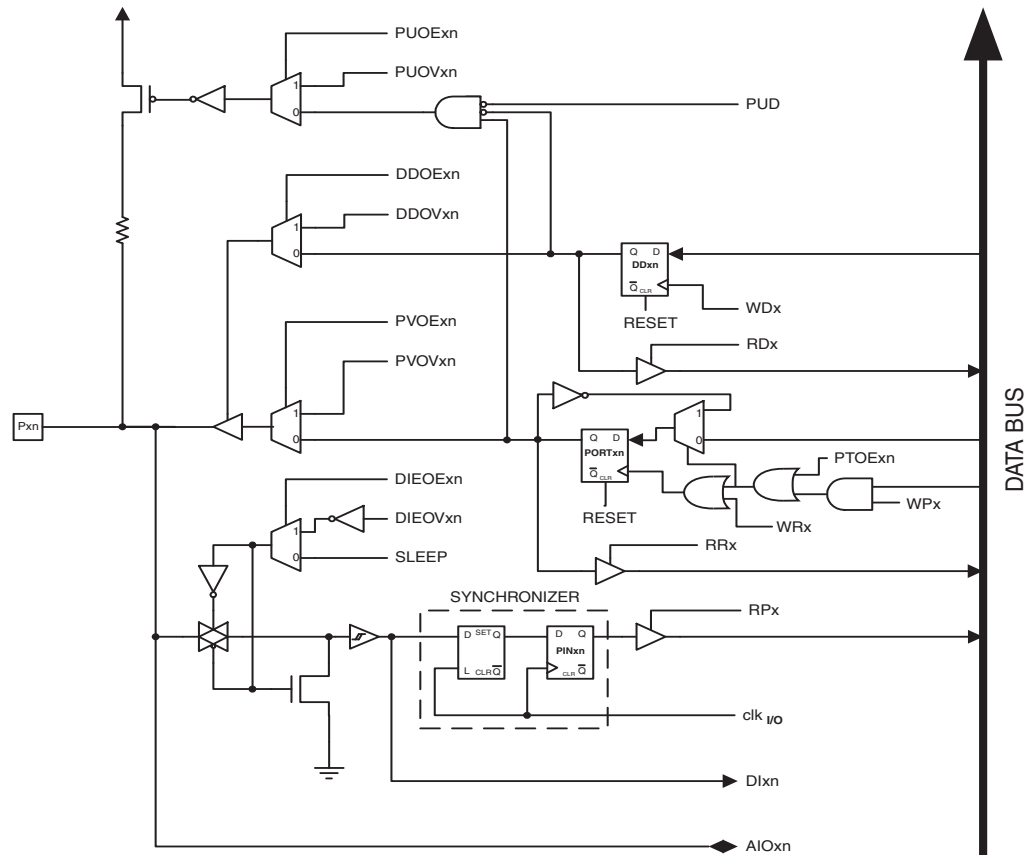 PUOExn
PUOVxn
1
0
PUD
DDOExn
DDOVxn
1
0
Q D
DDxn
Q CLR
WDx
RESET
RDx
PVOExn
PVOVxn
1
0
Pxn
1
0
Q D
PORTxn
Q CLR
RESET
PTOExn
WPx
WRx
DATA BUS
DIEOExn
DIEOVxn
1
0
SLEEP
RRx
SYNCHRONIZER
D SET Q
L CLR Q
D Q
PINxn
CLR Q
RPx
clk I/O
DIxn
AIOxn